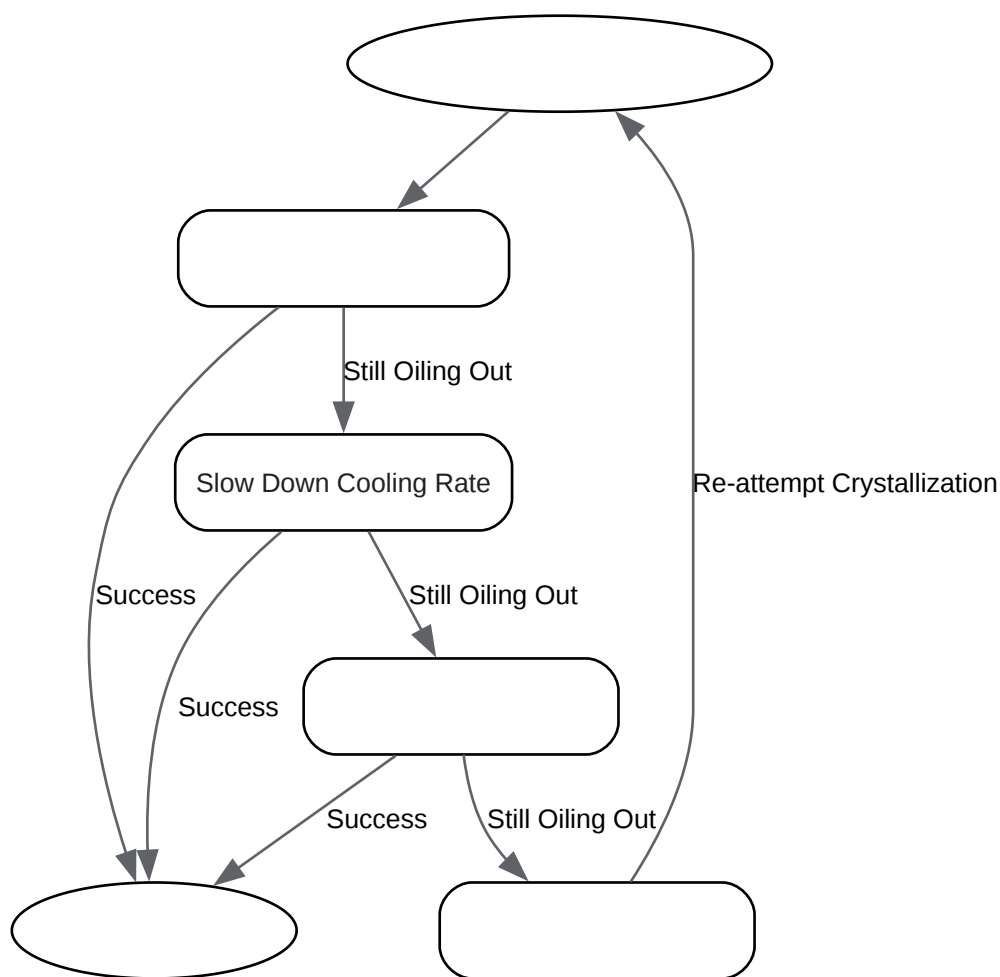 Still Oiling Out
Slow Down Cooling Rate
Re-attempt Crystallization
Success
Still Oiling Out
Success
Success
Still Oiling Out